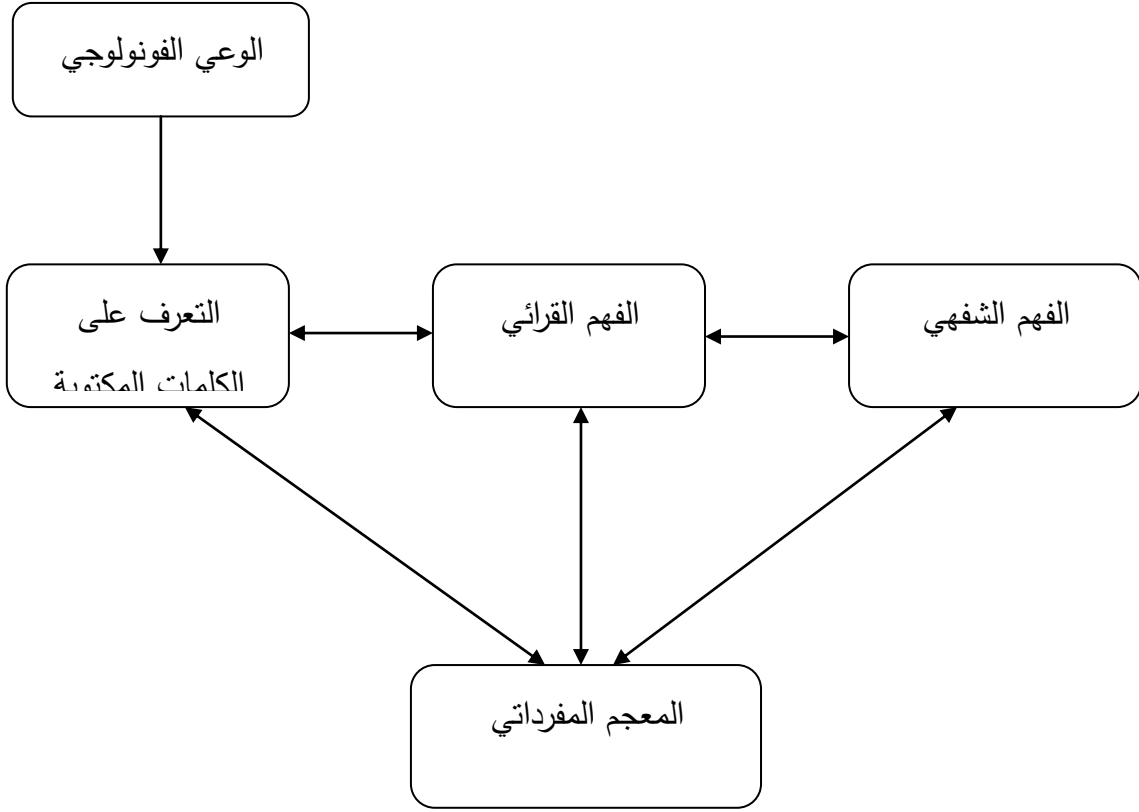 الوعي الفونولوجي
الفهم الشفهي
الفهم القرائي
التعرف على
الكلمات المكتوبة
المعجم المفرداتي